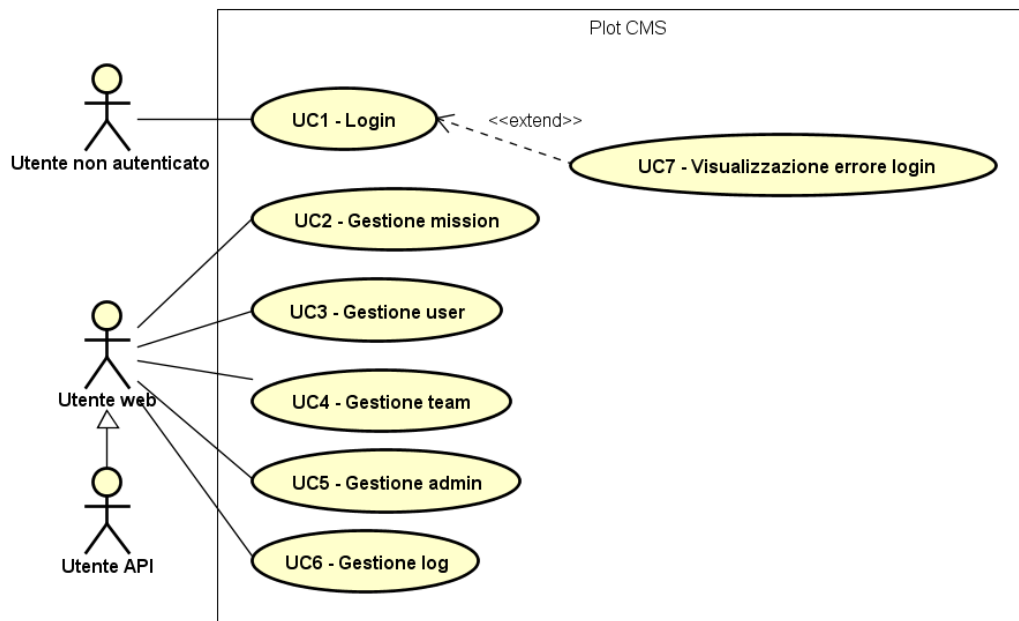 Plot CMS
UC1 - Login
<<extend>>
Utente non autenticato
UC7 - Visualizzazione errore login
UC2 - Gestione mission
UC3 - Gestione user
Utente web
UC4 - Gestione team
UC5 - Gestione admin
Utente API
UC6 - Gestione log